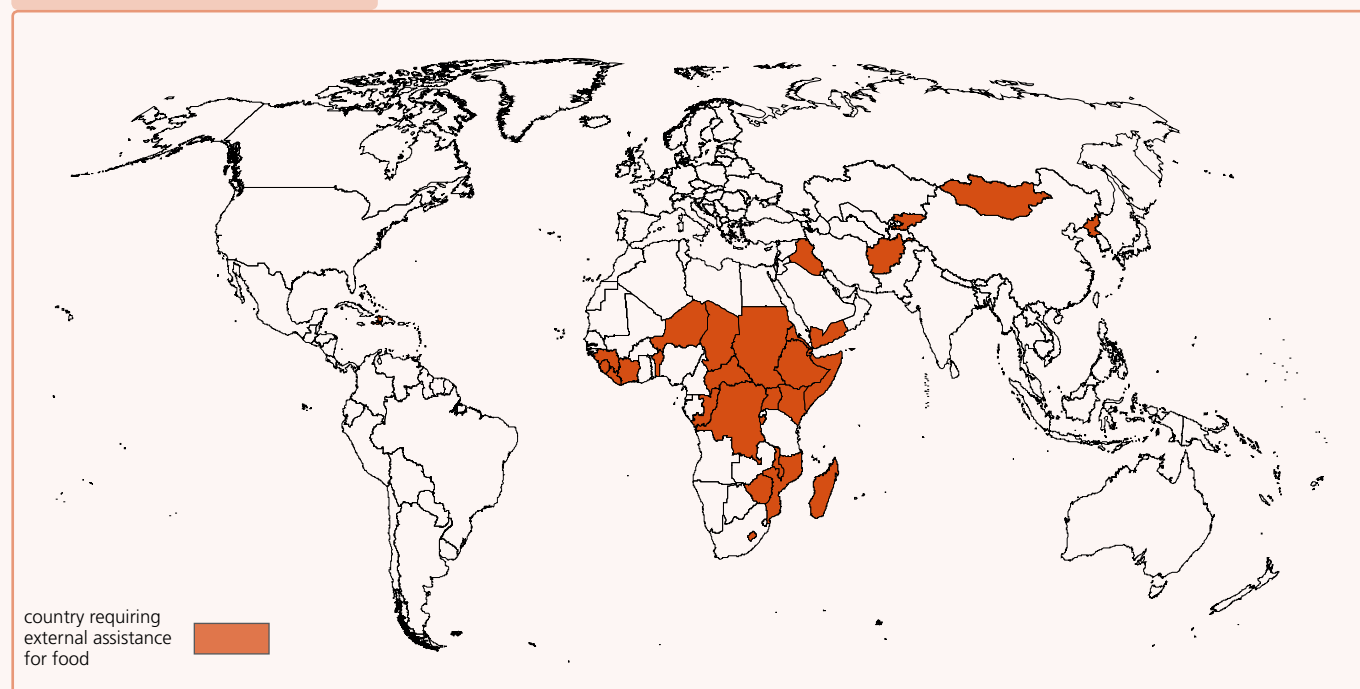 country requiring
external assistance
for food